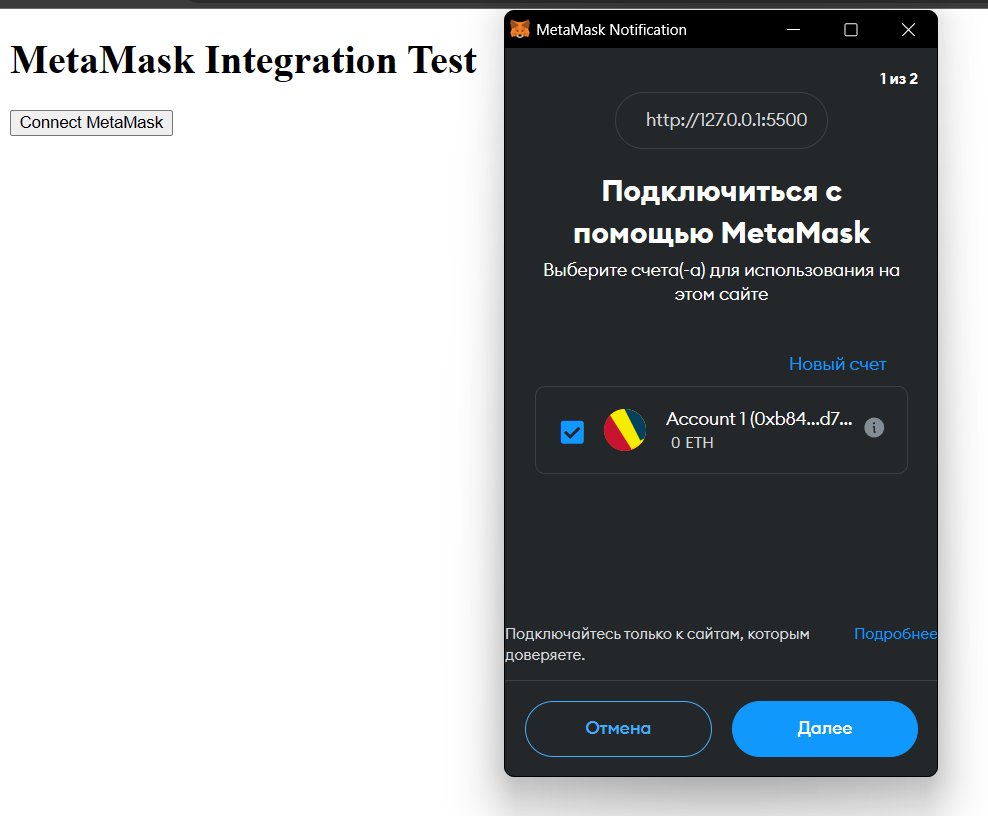 MetaMask Integration Test
Connect MetaMask
MetaMask Notification
1 из 2
http://127.0.0.1:5500
Подключиться с
помощью MetaMask
Выберите счета(-а) для использования на
этом сайте
Новый счет
Account 1 (0xb84...d7...
0 ETH
Подключайтесь только к сайтам, которым
доверяете.
Подробнее
Отмена
Далее